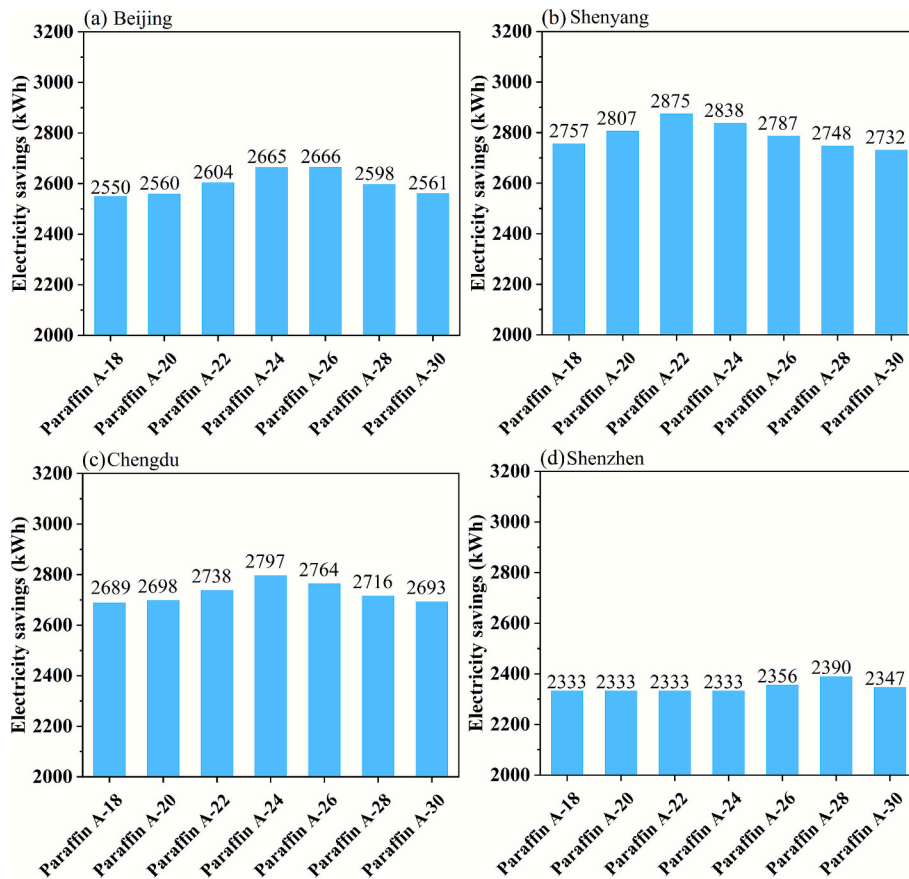 (a) Beijing
Electricity savings (kWh)
3200
3000
2800
2600
2400
2200
2000
2550 2560 2604 2665 2666 2598 2561
Paraffin A-18
Paraffin A-20
Paraffin A-22
Paraffin A-24
Paraffin A-26
Paraffin A-28
Paraffin A-30
(b) Shenyang
Electricity savings (kWh)
3200
3000
2800
2600
2400
2200
2000
2757 2807 2875 2838 2787 2748 2732
Paraffin A-18
Paraffin A-20
Paraffin A-22
Paraffin A-24
Paraffin A-26
Paraffin A-28
Paraffin A-30
(c) Chengdu
Electricity savings (kWh)
3200
3000
2800
2600
2400
2200
2000
2689 2698 2738 2797 2764 2716 2693
Paraffin A-18
Paraffin A-20
Paraffin A-22
Paraffin A-24
Paraffin A-26
Paraffin A-28
Paraffin A-30
(d) Shenzhen
Electricity savings (kWh)
3200
3000
2800
2600
2400
2200
2000
2333 2333 2333 2333 2356 2390 2347
Paraffin A-18
Paraffin A-20
Paraffin A-22
Paraffin A-24
Paraffin A-26
Paraffin A-28
Paraffin A-30